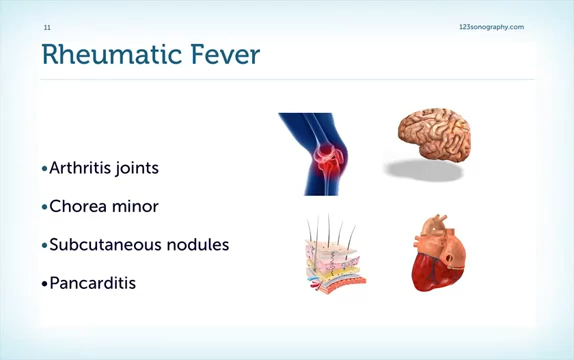 11
123sonography.com
Rheumatic Fever
•Arthritis joints
•Chorea minor
•Subcutaneous nodules
•Pancarditis